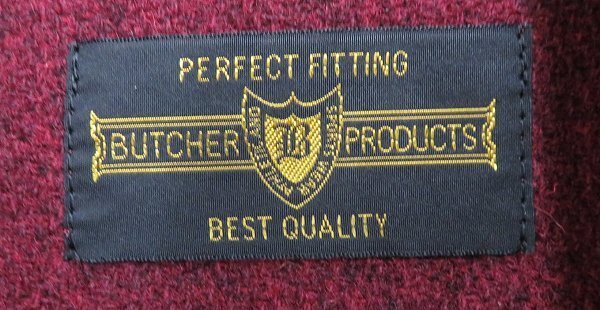 PERFECT FITTING
BUTCHER B PRODUCTS
BEST QUALITY